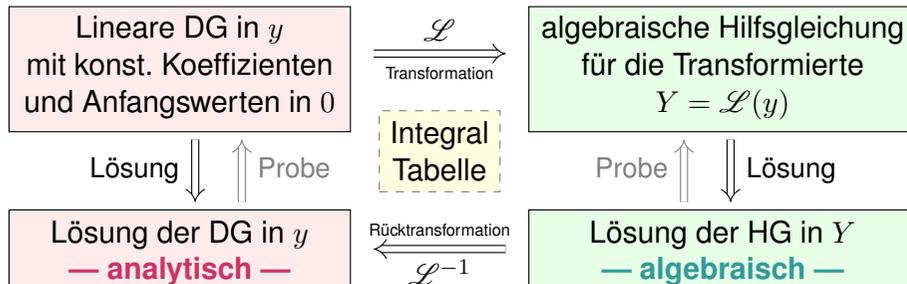 Lineare DG in y
mit konst. Koeffizienten
und Anfangswerten in 0
ℒ
Transformation
algebraische Hilfsgleichung
für die Transformierte
Y = ℒ(y)
Integral
Tabelle
Lösung
Probe
Probe
Lösung
Lösung der DG in y
— analytisch —
Rücktransformation
ℒ⁻¹
Lösung der HG in Y
— algebraisch —